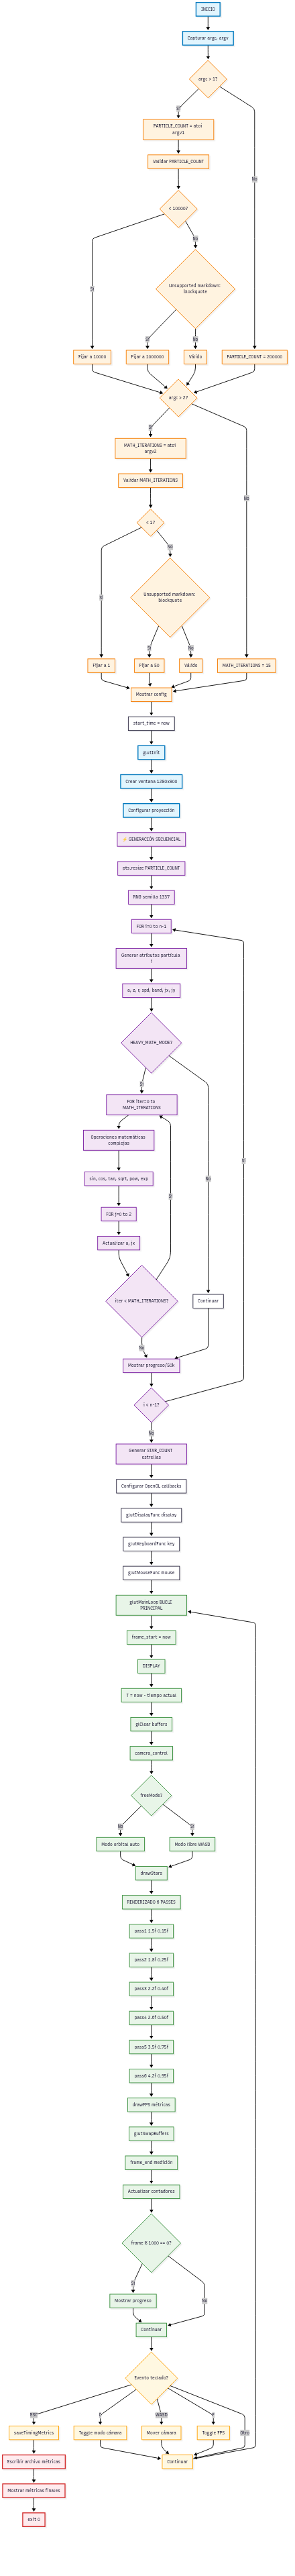 INICIO
Capturar argc, argv
argc > 1?
Sí
No
PARTICLE_COUNT = atoi
argv1
Validar PARTICLE_COUNT
< 10000?
Sí
No
Unsupported markdown:
blockquote
Sí
No
Fijar a 10000
Fijar a 1000000
Válido
PARTICLE_COUNT = 200000
argc > 2?
Sí
No
MATH_ITERATIONS = atoi
argv2
Validar MATH_ITERATIONS
< 1?
Sí
No
Unsupported markdown:
blockquote
Sí
No
Fijar a 1
Fijar a 50
Válido
MATH_ITERATIONS = 15
Mostrar config
start_time = now
glutInit
Crear ventana 1280x800
Configurar proyección
⚡ GENERACION SECUENCIAL
pts.resize PARTICLE_COUNT
RNG semilla 1337
FOR i=0 to n-1
Generar atributos partícula
i
HEAVY_MATH_MODE?
Sí
No
FOR iter=0 to
MATH_ITERATIONS
Operaciones matemáticas
complejas
sin, cos, tan, sqrt, pow, exp
FOR j=0 to 2
Actualizar a, jx
iter < MATH_ITERATIONS?
Sí
No
Continuar
Mostrar progreso/50k
i < n-1?
Sí
No
Generar STAR_COUNT
estrellas
Configurar OpenGL callbacks
glutDisplayFunc display
glutKeyboardFunc key
glutMouseFunc mouse
glutMainLoop BUCLE
PRINCIPAL
frame_start = now
DISPLAY
T = now - tiempo actual
glClear buffers
camera_control
freeMode?
No
Sí
Modo orbital auto
Modo libre WASD
drawStars
RENDERIZADO 6 PASSES
pass1 1.5f 0.15f
pass2 1.8f 0.25f
pass3 2.2f 0.40f
pass4 2.8f 0.50f
pass5 3.5f 0.75f
pass6 4.2f 0.95f
drawFPS métricas
glutSwapBuffers
frame_end medición
Actualizar contadores
frame % 1000 == 0?
Sí
No
Mostrar progreso
Continuar
Evento teclado?
ESC
WASD
Otro
saveTimingMetrics
Toggle modo cámara
Mover cámara
Toggle FPS
Escribir archivo métricas
Continuar
Mostrar métricas finales
exit 0